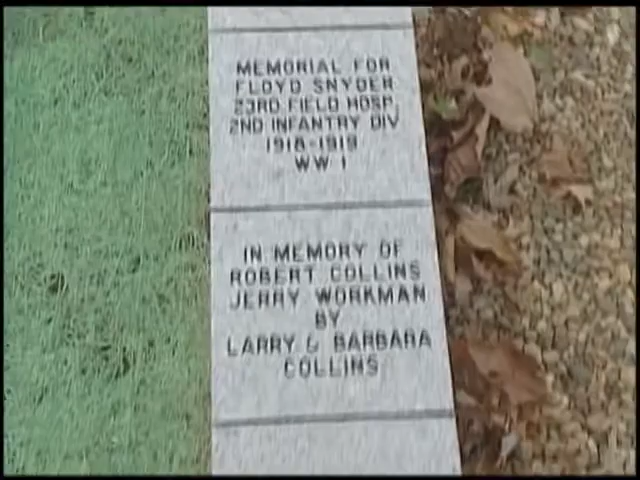 MEMORIAL FOR
FLOYD SNYDER
23RD FIELD HOSP.
2ND INFANTRY DIV
1918-1919
WW I
IN MEMORY OF
ROBERT COLLINS
JERRY WORKMAN
BY
LARRY & BARBARA
COLLINS